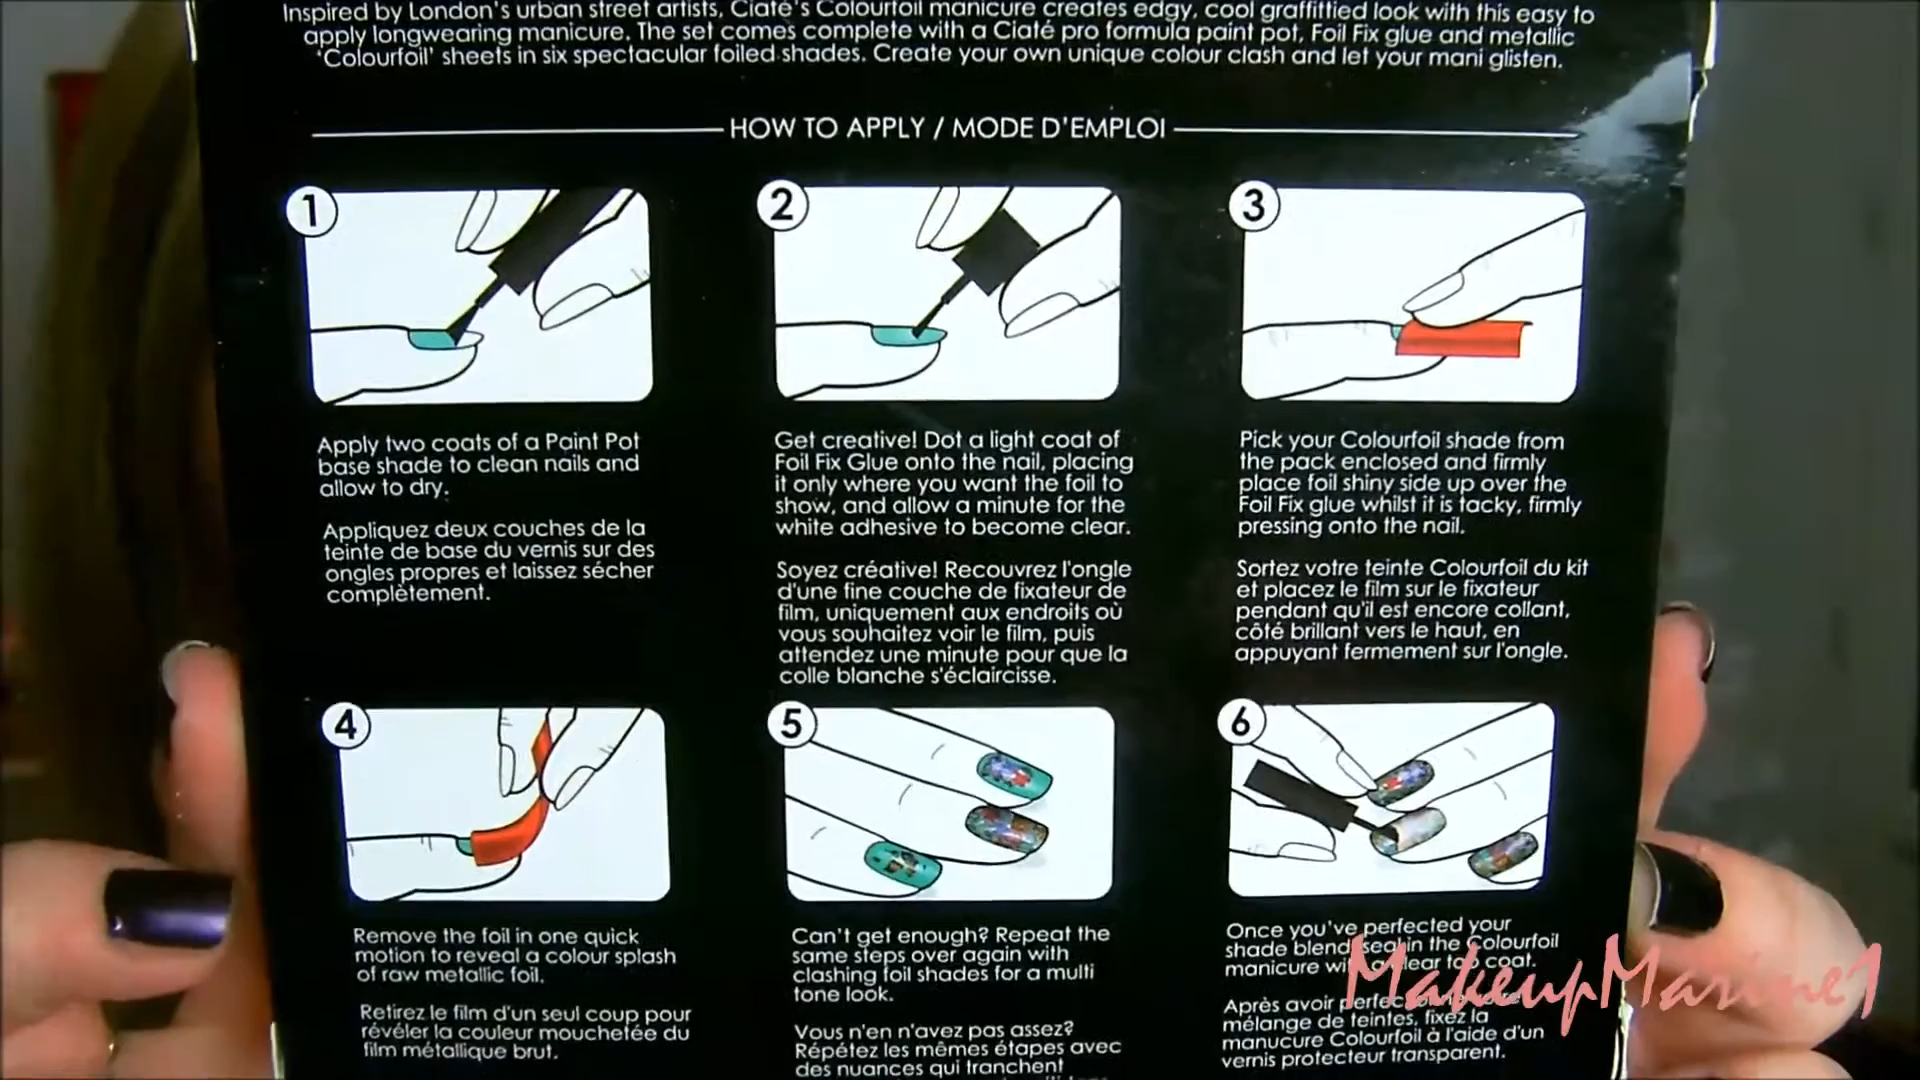 Inspired by London's urban street artists, Ciaté's Colourfoil manicure creates edgy, cool graffitied look with this easy to
apply longwearing manicure. The set comes complete with a Ciaté pro formula paint pot, Foil Fix glue and metallic
'Colourfoil' sheets in six spectacular foiled shades. Create your own unique colour clash and let your mani glisten.
HOW TO APPLY / MODE D'EMPLOI
1
Apply two coats of a Paint Pot
base shade to clean nails and
allow to dry.
Appliquez deux couches de la
teinte de base du vernis sur des
ongles propres et laissez sécher
complètement.
2
Get creative! Dot a light coat of
Foil Fix Glue onto the nail, placing
it only where you want the foil to
show, and allow a minute for the
white adhesive to become clear.
Soyez créative! Recouvrez l'ongle
d'une fine couche de fixateur de
film, uniquement aux endroits où
vous souhaitez voir le film, puis
attendez une minute pour que la
colle blanche s'éclaircisse.
3
Pick your Colourfoil shade from
the pack enclosed and firmly
place foil shiny side up over the
Foil Fix glue whilst it is tacky, firmly
pressing onto the nail.
Sortez votre teinte Colourfoil du kit
et placez le film sur le fixateur
pendant qu'il est encore collant,
côté brillant vers le haut, en
appuyant fermement sur l'ongle.
4
Remove the foil in one quick
motion to reveal a colour splash
of raw metallic foil.
Retirez le film d'un seul coup pour
révéler la couleur mouchetée du
film métallique brut.
5
Can't get enough? Repeat the
same steps over again with
clashing foil shades for a multi
tone look.
Vous n'en n'avez pas assez?
Répétez les mêmes étapes avec
des nuances qui tranchent
6
Once you've perfected your
shade blend, seal in the Colourfoil
manicure with a clear top coat.
Après avoir
mélange de teintes, fixez la
manucure Colourfoil à l'aide d'un
vernis protecteur transparent.
MakeupMarine1